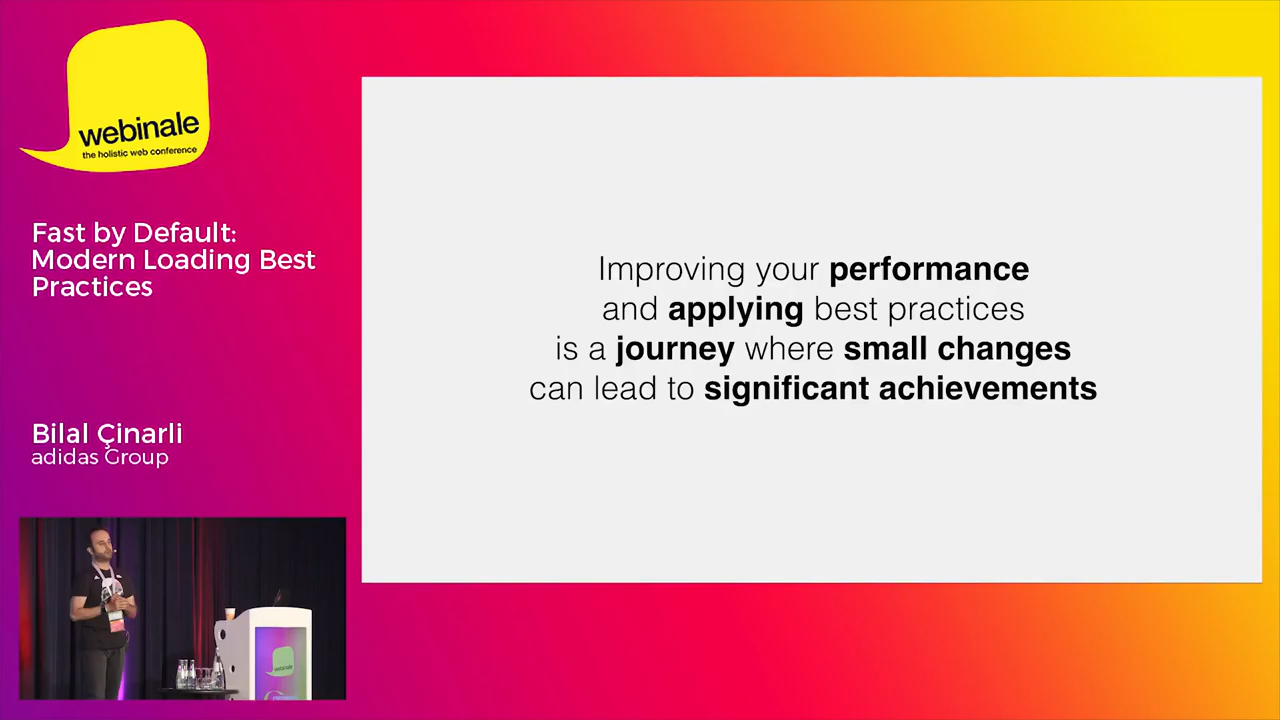 webinale
the holistic web conference
Fast by Default:
Modern Loading Best
Practices
Bilal Çinarli
adidas Group
Improving your performance
and applying best practices
is a journey where small changes
can lead to significant achievements
webinale